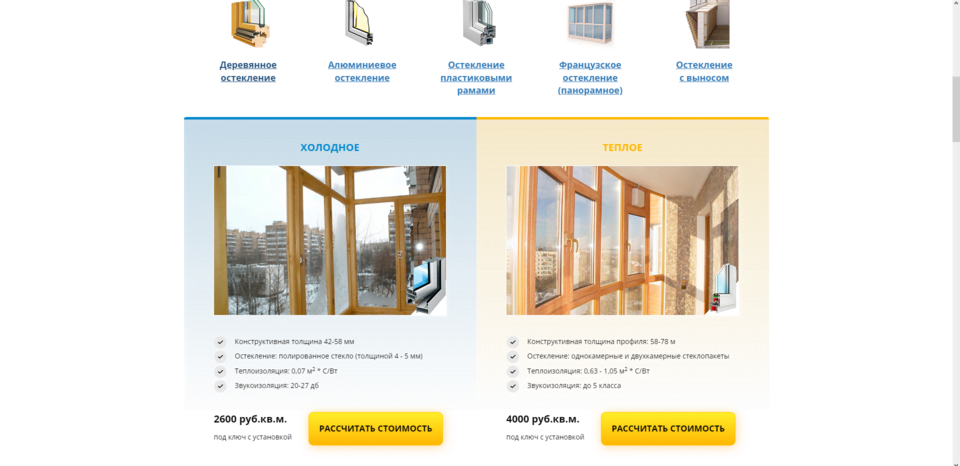 Деревянное
остекление
Алюминиевое
остекление
Остекление
пластиковыми
рамами
Французское
остекление
(панорамное)
Остекление
с выносом
ХОЛОДНОЕ
Конструктивная толщина 42-58 мм
Остекление: полированное стекло (толщиной 4 - 5 мм)
Теплоизоляция: 0,07 м² * С/Вт
Звукоизоляция: 20-27 дб
2600 руб.кв.м.
под ключ с установкой
РАССЧИТАТЬ СТОИМОСТЬ
ТЕПЛОЕ
Конструктивная толщина профиля: 58-78 м
Остекление: однокамерные и двухкамерные стеклопакеты
Теплоизоляция: 0,63 - 1,05 м² * С/Вт
Звукоизоляция: до 5 класса
4000 руб.кв.м.
под ключ с установкой
РАССЧИТАТЬ СТОИМОСТЬ